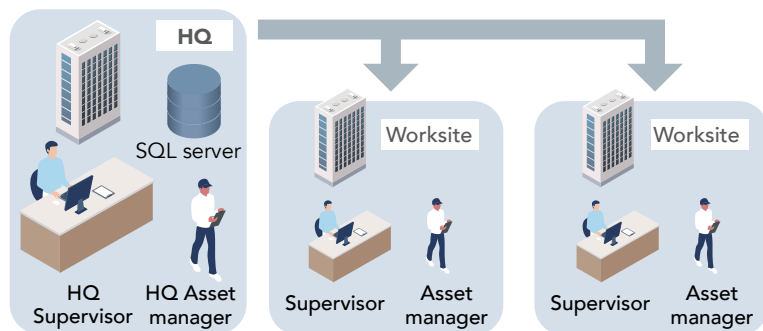 HQ
SQL server
HQ
Supervisor
HQ Asset
manager
Worksite
Supervisor
Asset
manager
Worksite
Supervisor
Asset
manager